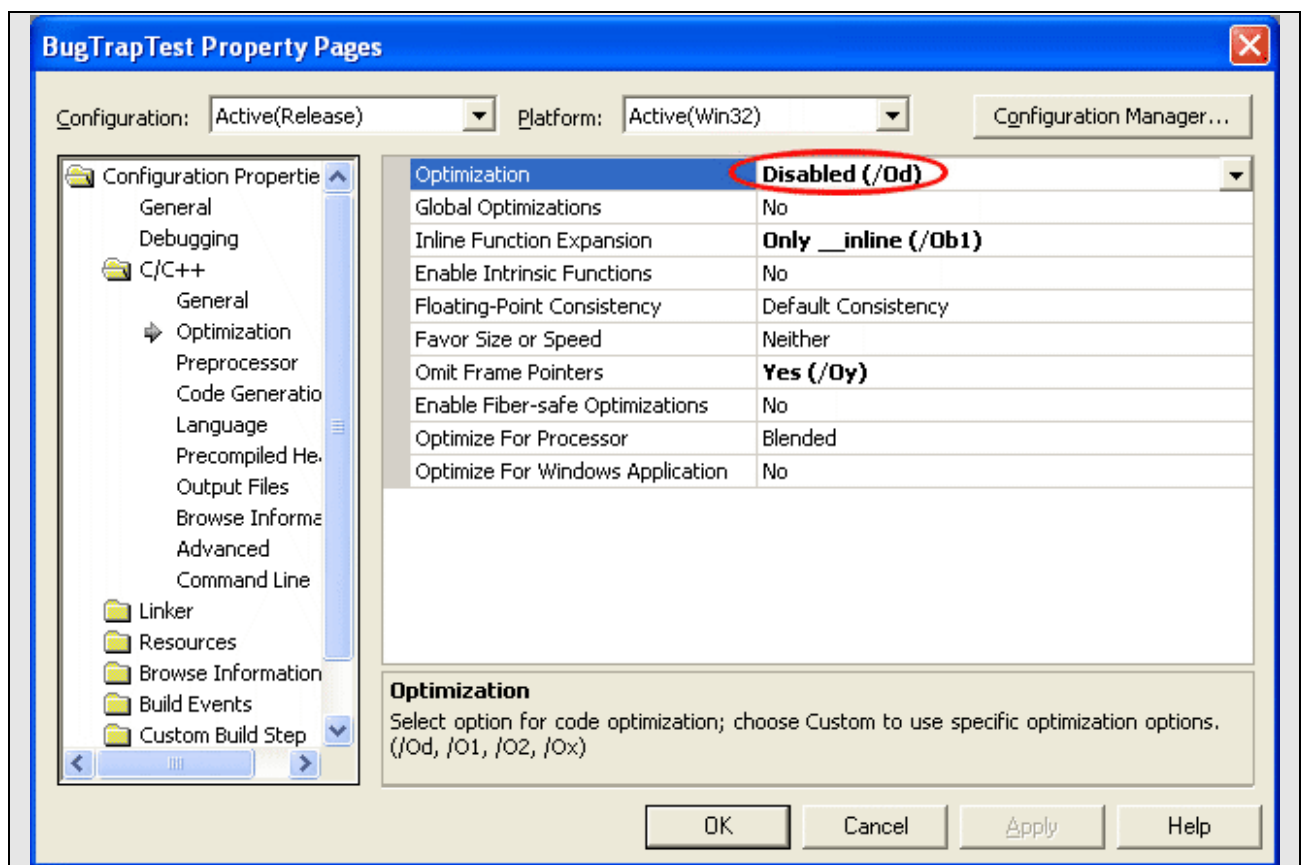 BugTrapTest Property Pages
Configuration: Active(Release) Platform: Active(Win32) Configuration Manager...
Configuration Propertie
General
Debugging
C/C++
General
Optimization
Preprocessor
Code Generatio
Language
Precompiled He
Output Files
Browse Informa
Advanced
Command Line
Linker
Resources
Browse Information
Build Events
Custom Build Step
Optimization Disabled (/Od)
Global Optimizations No
Inline Function Expansion Only __inline (/Ob1)
Enable Intrinsic Functions No
Floating-Point Consistency Default Consistency
Favor Size or Speed Neither
Omit Frame Pointers Yes (/Oy)
Enable Fiber-safe Optimizations No
Optimize For Processor Blended
Optimize For Windows Application No
Optimization
Select option for code optimization; choose Custom to use specific optimization options.
(/Od, /O1, /O2, /Ox)
OK Cancel Apply Help